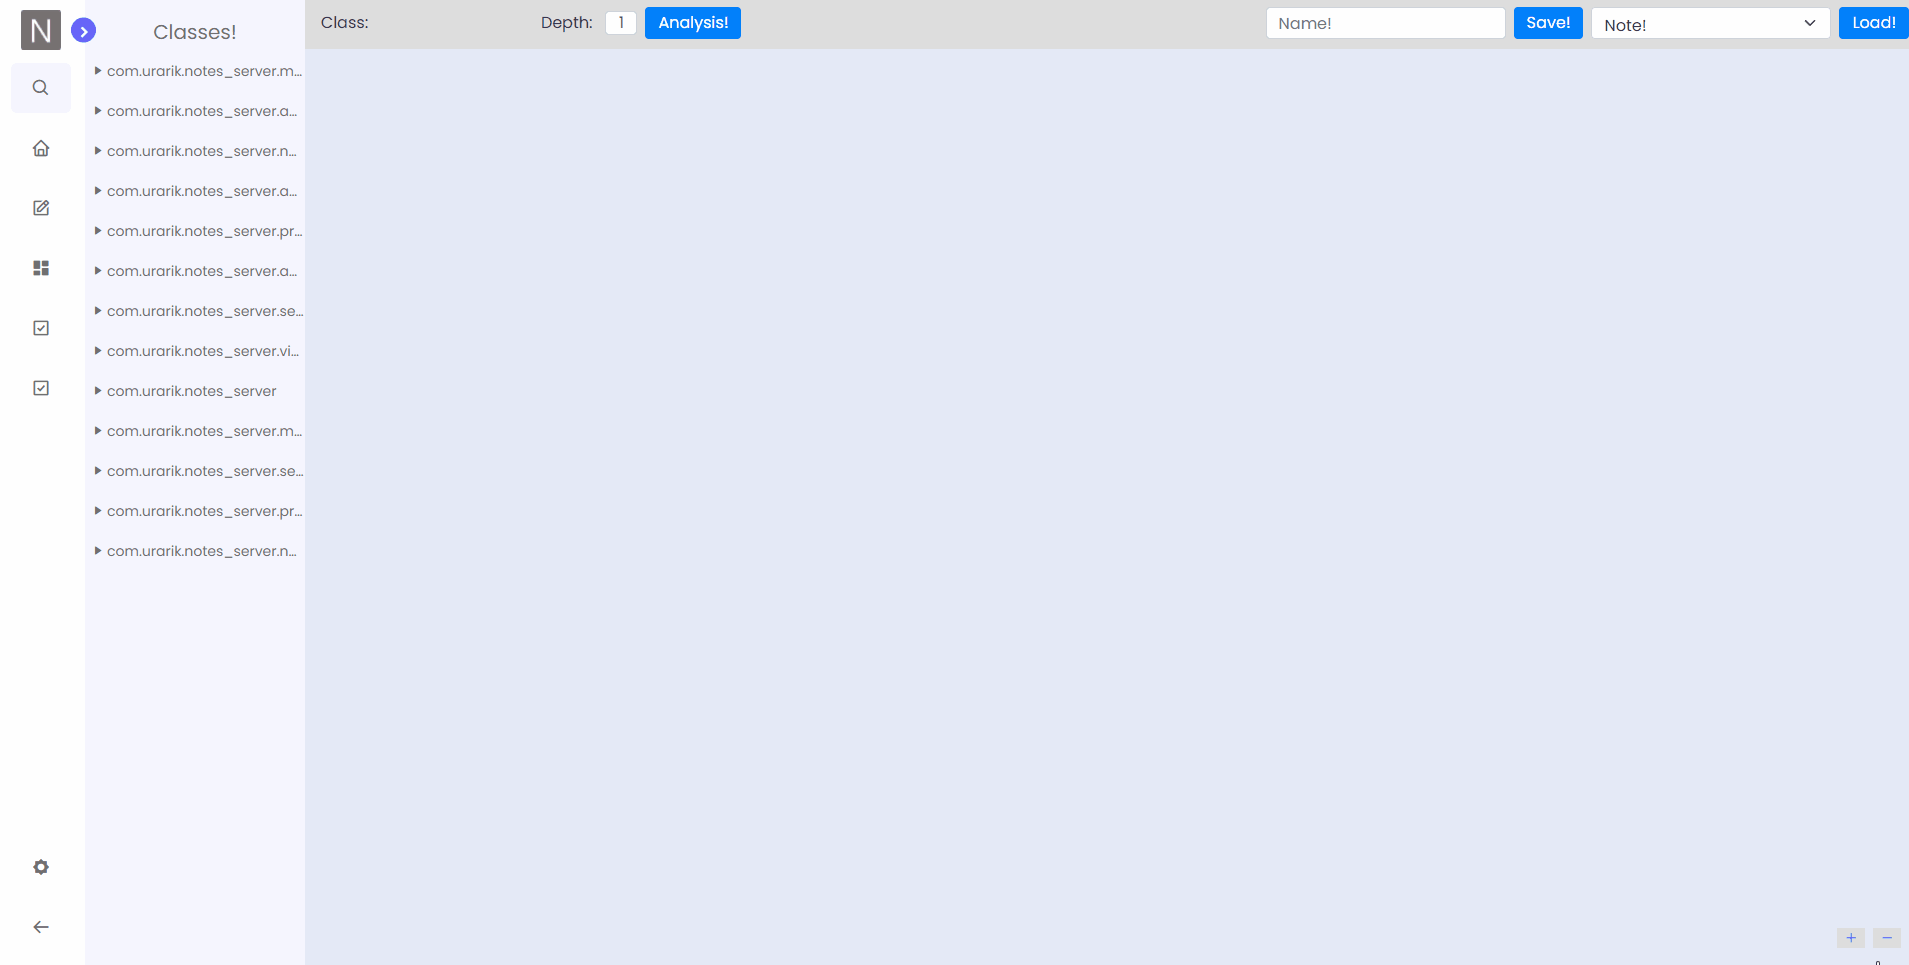 N
Classes!
com.urarik.notes_server.m...
com.urarik.notes_server.a...
com.urarik.notes_server.n...
com.urarik.notes_server.a...
com.urarik.notes_server.pr...
com.urarik.notes_server.a...
com.urarik.notes_server.se...
com.urarik.notes_server.vi...
com.urarik.notes_server
com.urarik.notes_server.m...
com.urarik.notes_server.se...
com.urarik.notes_server.pr...
com.urarik.notes_server.n...
Class: Depth: 1 Analysis! Name! Save! Note! Load!
+ −